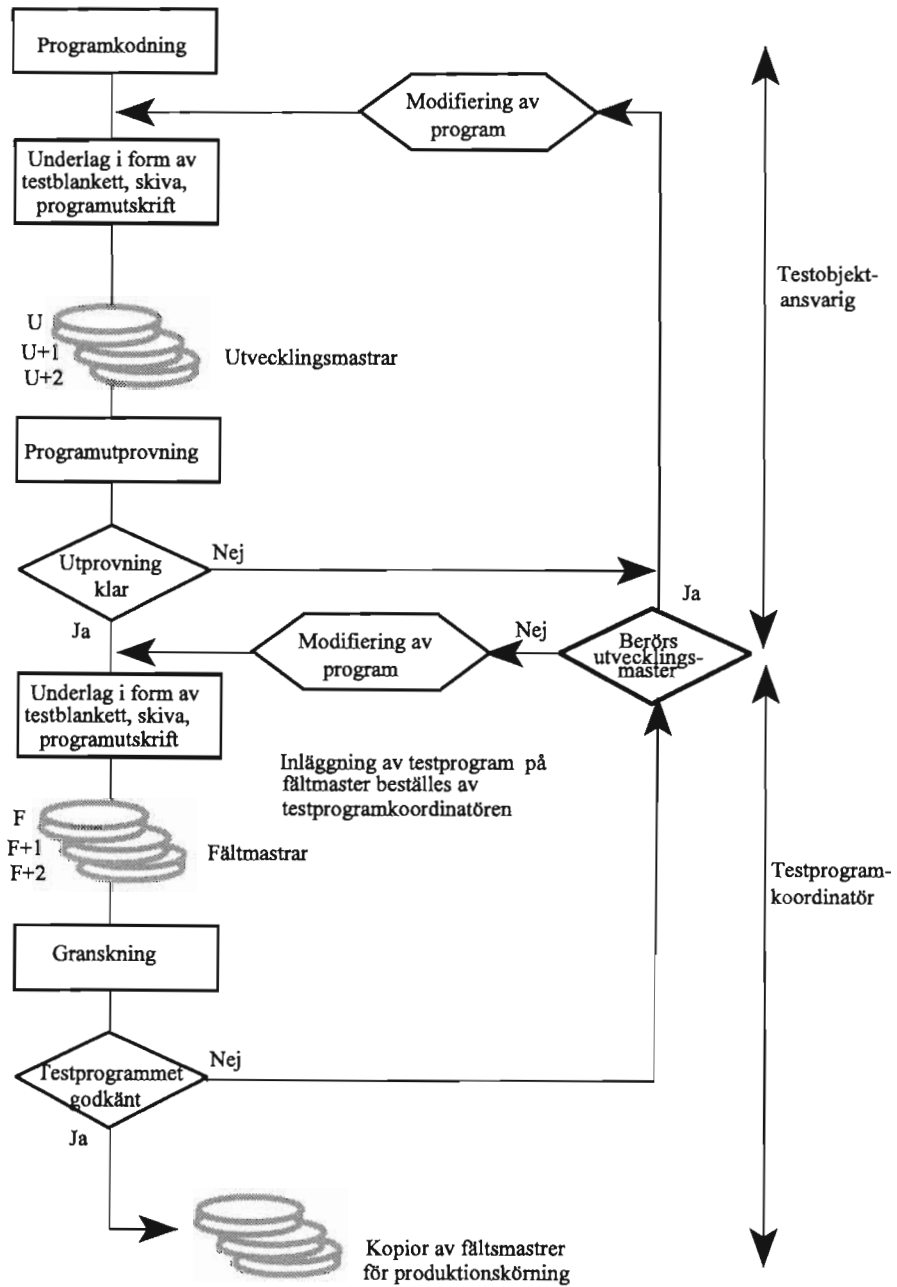 Programkodning
Modifiering av
program
Underlag i form av
testblankett, skiva,
programutskrift
Testobjekt-
ansvarig
U
U+1
U+2
Utvecklingsmastrar
Programutprovning
Utprovning
klar
Nej
Ja
Ja
Nej
Modifiering av
program
Berörs
utvecklings-
master
Underlag i form av
testblankett, skiva,
programutskrift
Inläggning av testprogram på
fältmaster beställes av
testprogramkoordinatören
F
F+1
F+2
Fältmastrar
Testprogram-
koordinatör
Granskning
Testprogrammet
godkänt
Nej
Ja
Kopior av fältsmastrer
för produktionskörning